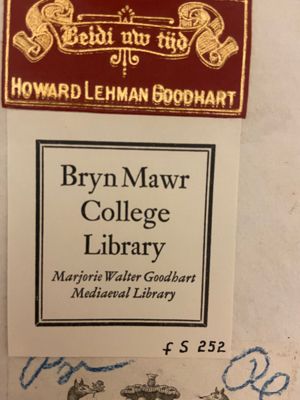 Beidt uw tijd
HOWARD LEHMAN GOODHART
Bryn Mawr
College
Library
Marjorie Walter Goodhart
Mediaeval Library
f S 252